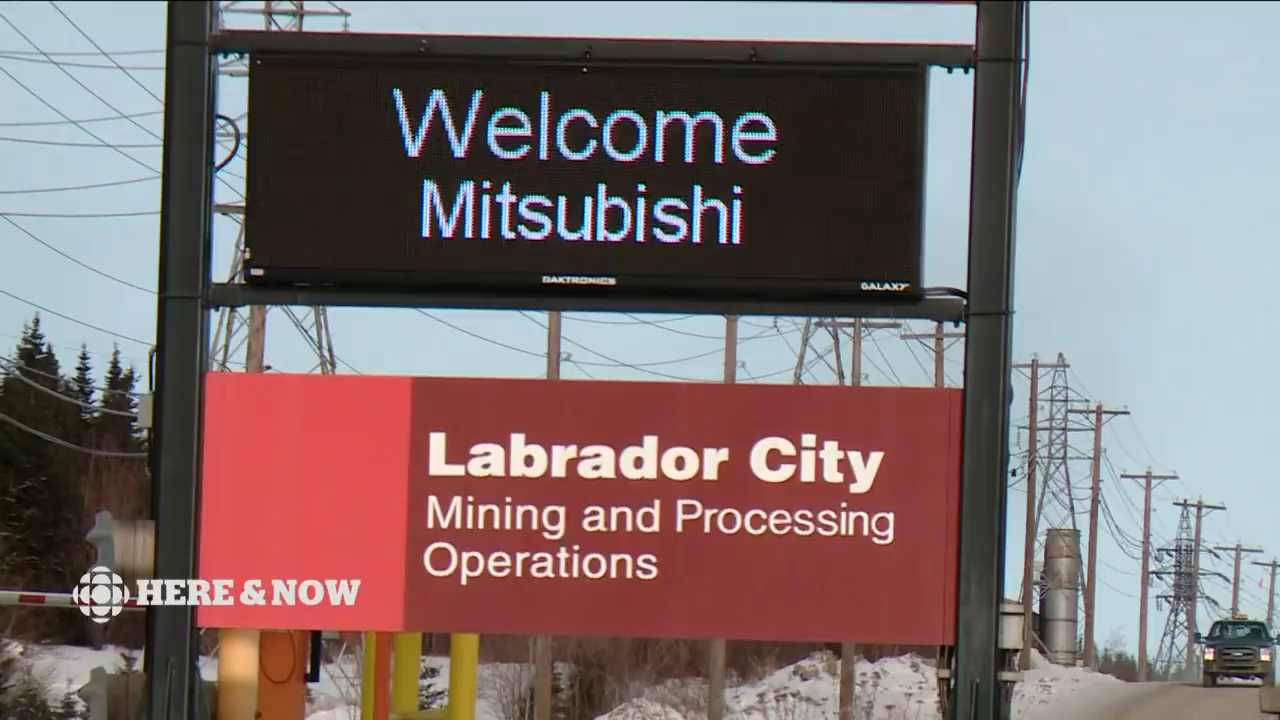 Welcome
Mitsubishi
DAKTRONICS
GALAXY
Labrador City
Mining and Processing
Operations
HERE & NOW